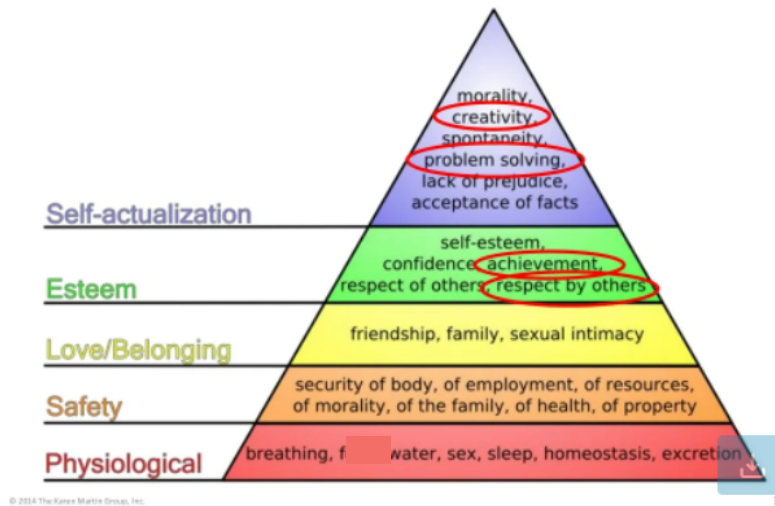 morality,
creativity,
spontaneity,
problem solving,
lack of prejudice,
acceptance of facts
Self-actualization
self-esteem,
confidence, achievement,
respect of others, respect by others
Esteem
friendship, family, sexual intimacy
Love/Belonging
security of body, of employment, of resources,
of morality, of the family, of health, of property
Safety
breathing, water, sex, sleep, homeostasis, excretion
Physiological
© 2014 The Karen Martin Group, Inc.